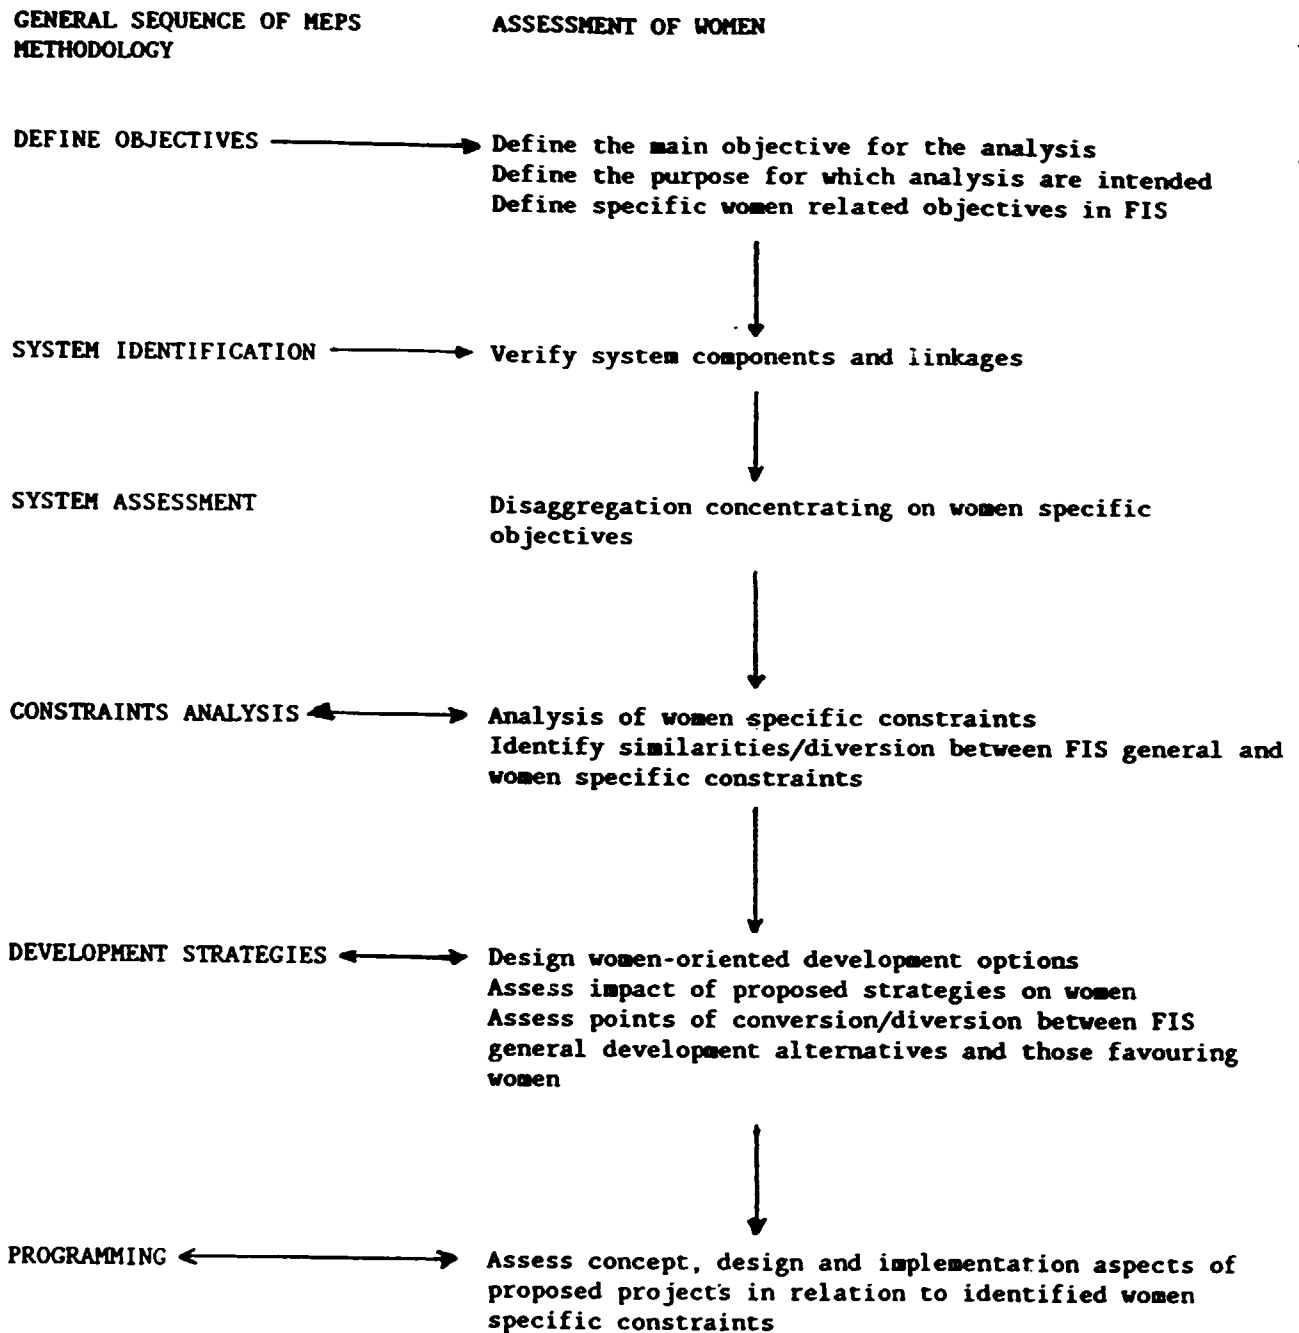 GENERAL SEQUENCE OF MEPS METHODOLOGY
ASSESSMENT OF WOMEN
DEFINE OBJECTIVES
Define the main objective for the analysis
Define the purpose for which analysis are intended
Define specific women related objectives in FIS
SYSTEM IDENTIFICATION
Verify system components and linkages
SYSTEM ASSESSMENT
Disaggregation concentrating on women specific
objectives
CONSTRAINTS ANALYSIS
Analysis of women specific constraints
Identify similarities/diversion between FIS general and
women specific constraints
DEVELOPMENT STRATEGIES
Design women-oriented development options
Assess impact of proposed strategies on women
Assess points of conversion/diversion between FIS
general development alternatives and those favouring
women
PROGRAMMING
Assess concept, design and implementation aspects of
proposed projects in relation to identified women
specific constraints